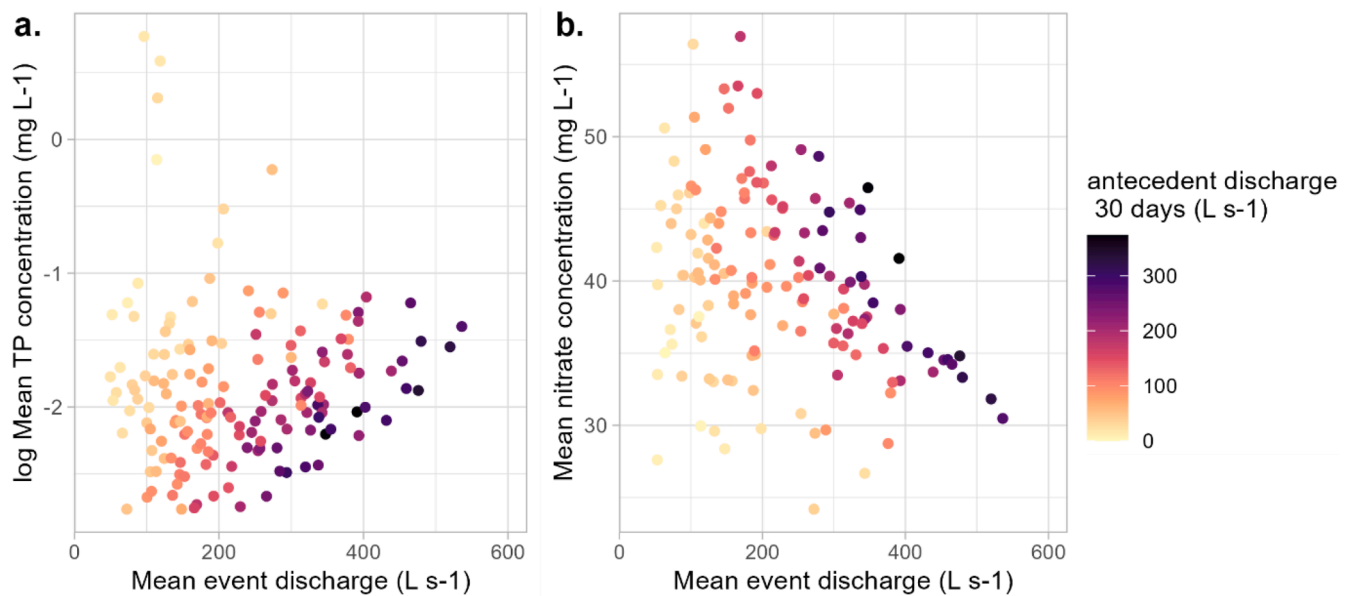 a.
log Mean TP concentration (mg L-1)
0
-1
-2
0
200
400
600
Mean event discharge (L s-1)
b.
Mean nitrate concentration (mg L-1)
50
40
30
0
200
400
600
Mean event discharge (L s-1)
antecedent discharge
30 days (L s-1)
300
200
100
0